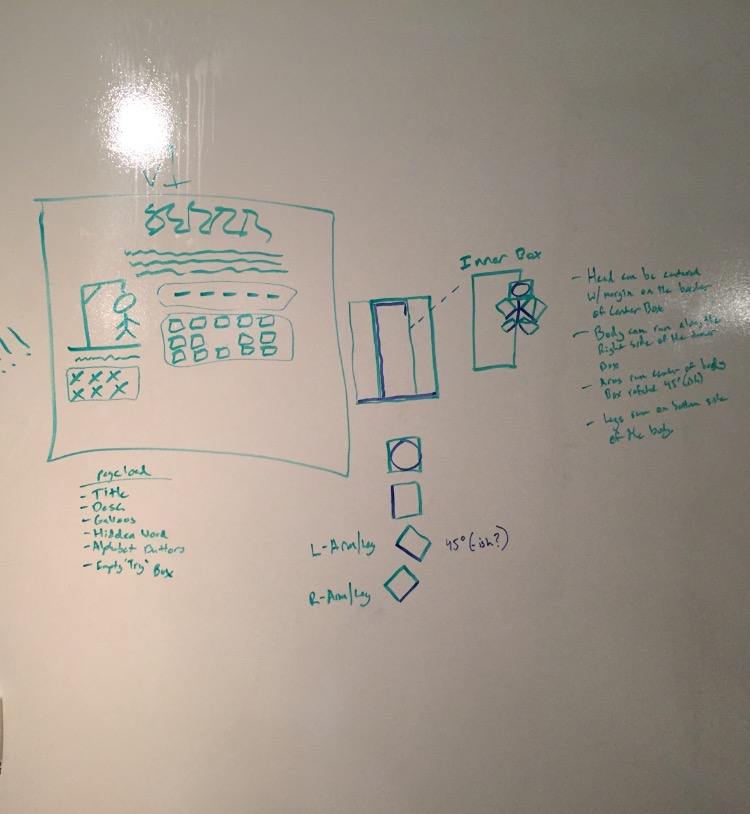 V1
pageload
- Title
- Desc
- Gallows
- Hidden Word
- Alphabet Buttons
- Empty "Try" Box
L-Arm/Leg
45° (-ish?)
R-Arm/Leg
Inner Box
- Head can be centered
w/ margin on the border
of Center Box
- Body can run along the
Right side of the Inner
Box
- Arms run center of body
Box rotated 45° (ish)
- Legs run on bottom side
of the body